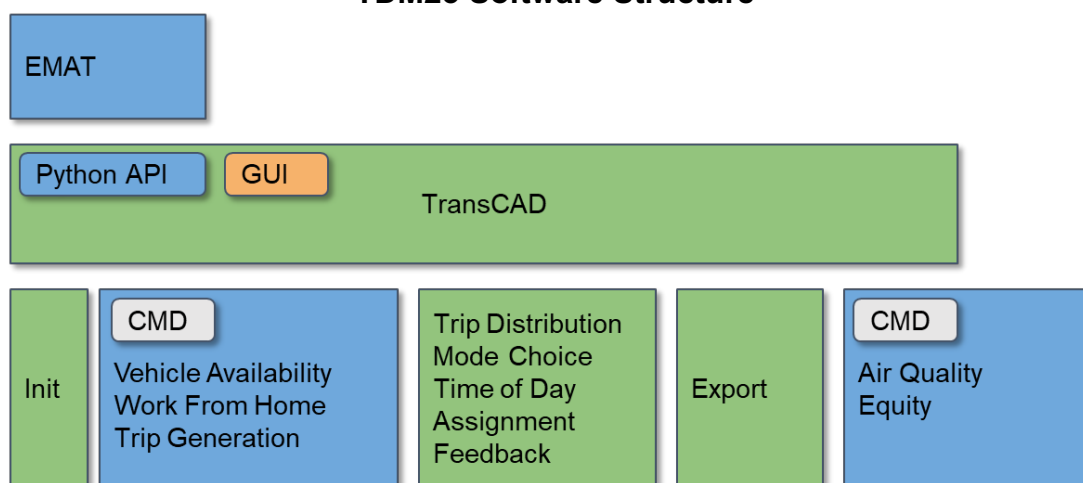 EMAT
Python API
GUI
TransCAD
Init
CMD
Vehicle Availability
Work From Home
Trip Generation
Trip Distribution
Mode Choice
Time of Day
Assignment
Feedback
Export
CMD
Air Quality
Equity